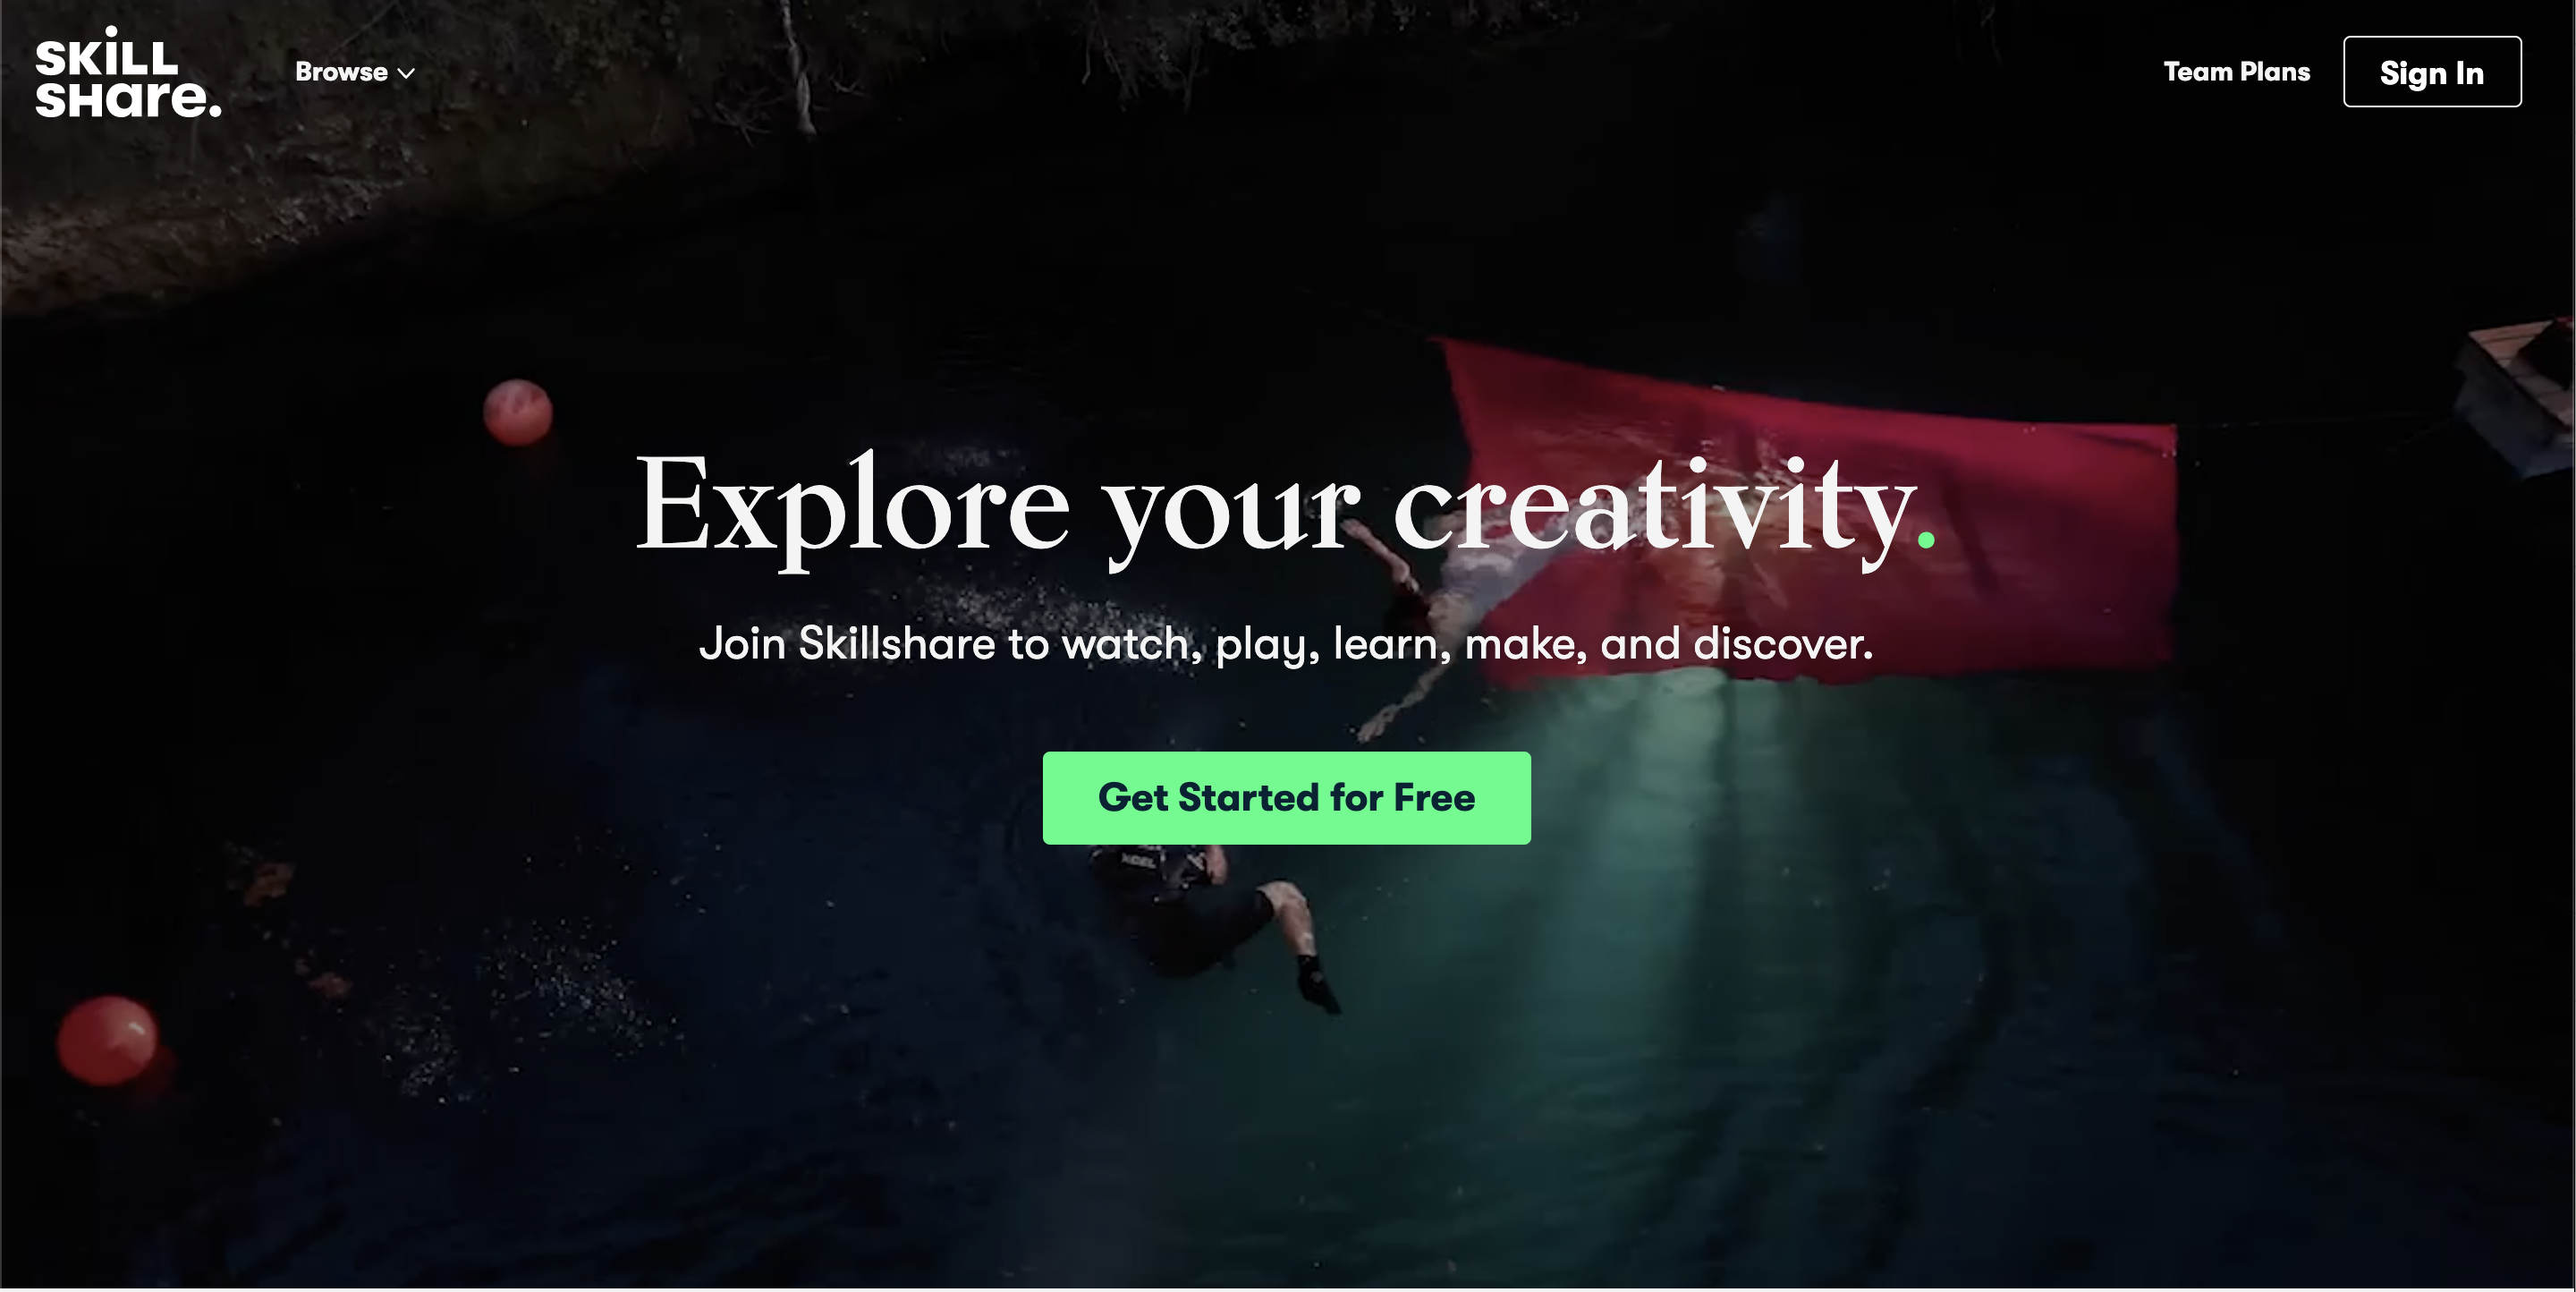 SKiLL
SHare.
Browse
Team Plans
Sign In
Explore your creativity.
Join Skillshare to watch, play, learn, make, and discover.
Get Started for Free
XCEL